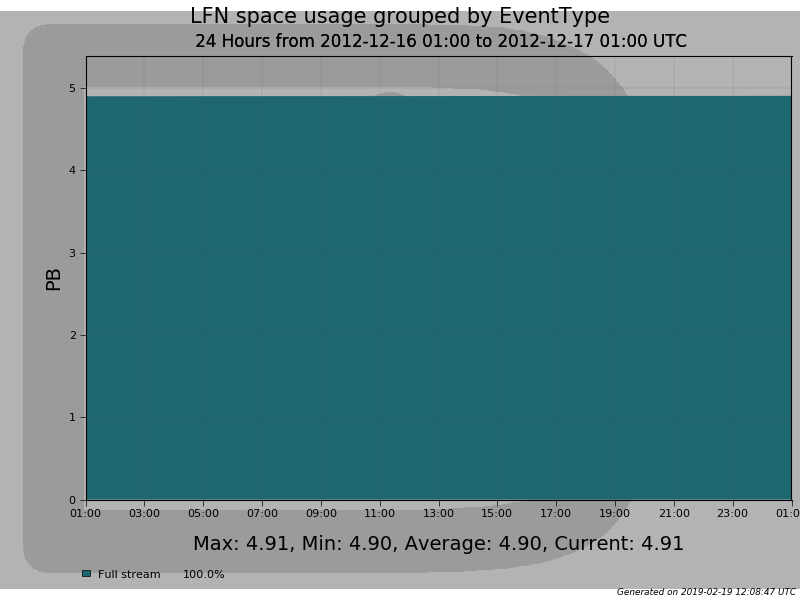 LFN space usage grouped by EventType
24 Hours from 2012-12-16 01:00 to 2012-12-17 01:00 UTC
5
4
3
2
1
0
PB
01:00 03:00 05:00 07:00 09:00 11:00 13:00 15:00 17:00 19:00 21:00 23:00 01:0
Max: 4.91, Min: 4.90, Average: 4.90, Current: 4.91
Full stream 100.0%
Generated on 2019-02-19 12:08:47 UTC